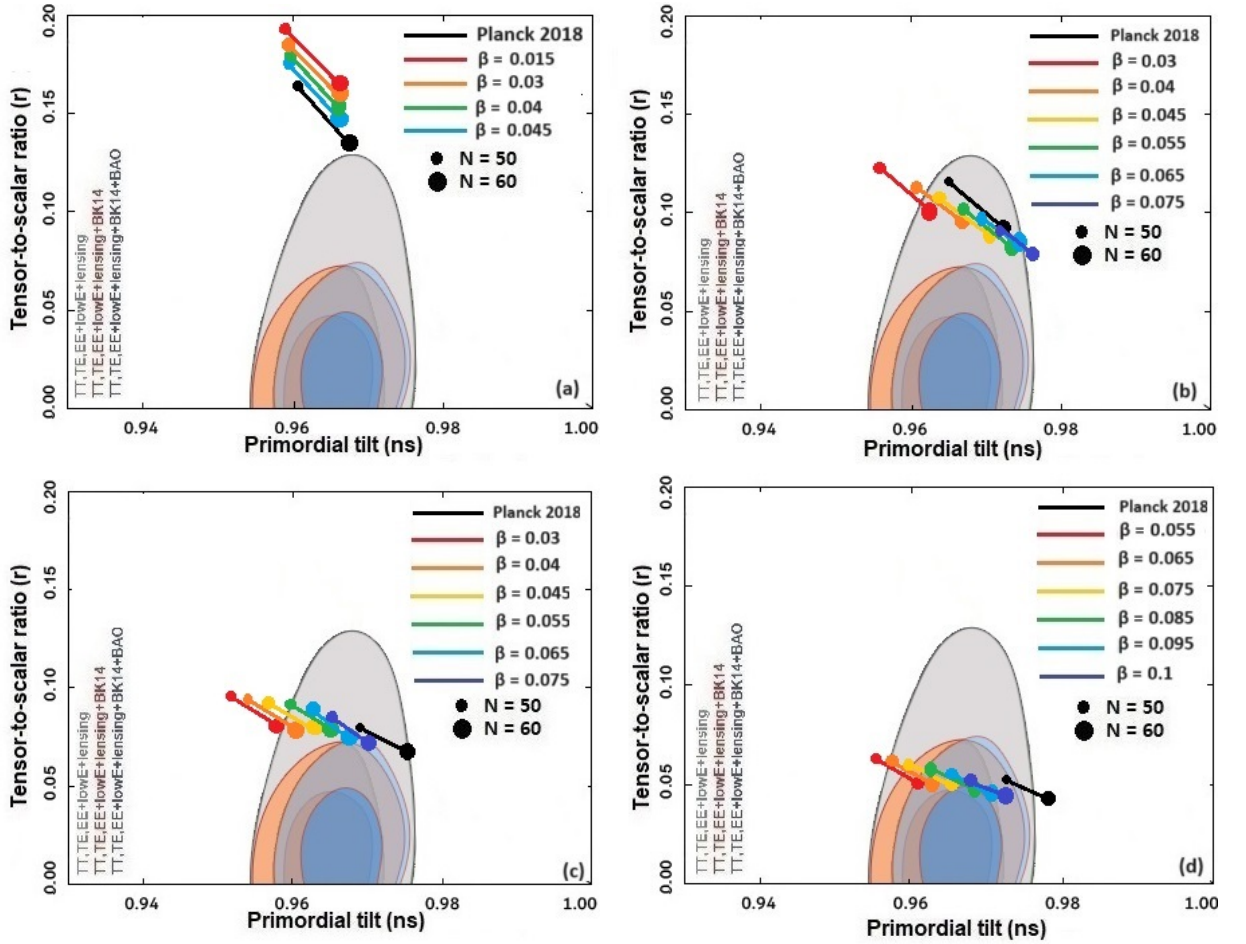 Tensor-to-scalar ratio (r)
0.20
0.15
0.10
0.05
0.00
TT,TE,EE+lowE+lensing
TT,TE,EE+lowE+lensing+BK14
TT,TE,EE+lowE+lensing+BK14+BAO
Planck 2018
β = 0.015
β = 0.03
β = 0.04
β = 0.045
N = 50
N = 60
(a)
0.94
0.96
0.98
1.00
Primordial tilt (ns)
Tensor-to-scalar ratio (r)
0.20
0.15
0.10
0.05
0.00
TT,TE,EE+lowE+lensing
TT,TE,EE+lowE+lensing+BK14
TT,TE,EE+lowE+lensing+BK14+BAO
Planck 2018
β = 0.03
β = 0.04
β = 0.045
β = 0.055
β = 0.065
β = 0.075
N = 50
N = 60
(b)
0.94
0.96
0.98
1.00
Primordial tilt (ns)
Tensor-to-scalar ratio (r)
0.20
0.15
0.10
0.05
0.00
TT,TE,EE+lowE+lensing
TT,TE,EE+lowE+lensing+BK14
TT,TE,EE+lowE+lensing+BK14+BAO
Planck 2018
β = 0.03
β = 0.04
β = 0.045
β = 0.055
β = 0.065
β = 0.075
N = 50
N = 60
(c)
0.94
0.96
0.98
1.00
Primordial tilt (ns)
Tensor-to-scalar ratio (r)
0.20
0.15
0.10
0.05
0.00
TT,TE,EE+lowE+lensing
TT,TE,EE+lowE+lensing+BK14
TT,TE,EE+lowE+lensing+BK14+BAO
Planck 2018
β = 0.055
β = 0.065
β = 0.075
β = 0.085
β = 0.095
β = 0.1
N = 50
N = 60
(d)
0.94
0.96
0.98
1.00
Primordial tilt (ns)